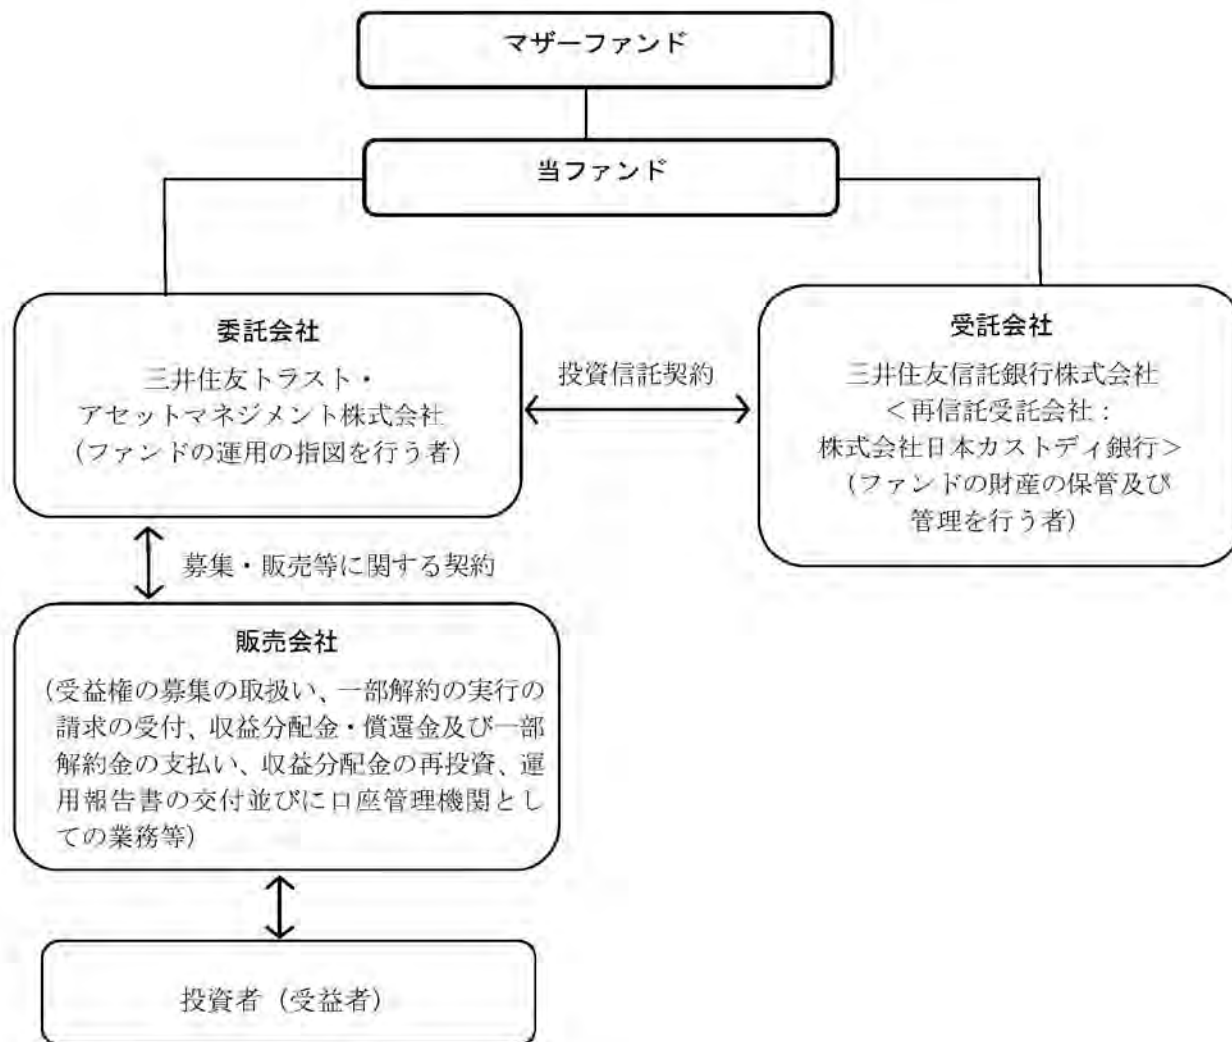 マザーファンド
当ファンド
委託会社
三井住友トラスト・
アセットマネジメント株式会社
（ファンドの運用の指図を行う者）
投資信託契約
受託会社
三井住友信託銀行株式会社
＜再信託受託会社：
株式会社日本カストディ銀行＞
（ファンドの財産の保管及び
管理を行う者）
募集・販売等に関する契約
販売会社
（受益権の募集の取扱い、一部解約の実行の
請求の受付、収益分配金・償還金及び一部
解約金の支払い、収益分配金の再投資、運
用報告書の交付並びに口座管理機関とし
ての業務等）
投資者（受益者）